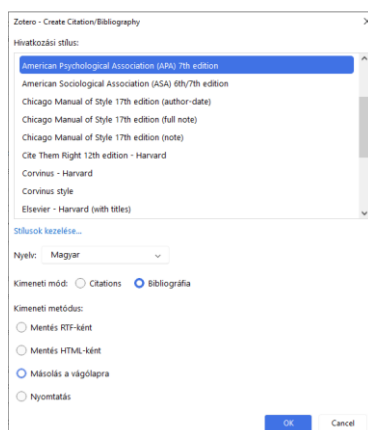 Zotero - Create Citation/Bibliography
Hivatkozási stílus:
American Psychological Association (APA) 7th edition
American Sociological Association (ASA) 6th/7th edition
Chicago Manual of Style 17th edition (author-date)
Chicago Manual of Style 17th edition (full note)
Chicago Manual of Style 17th edition (note)
Cite Them Right 12th edition - Harvard
Corvinus - Harvard
Corvinus style
Elsevier - Harvard (with titles)
Stílusok kezelése...
Nyelv: Magyar
Kimeneti mód: Citations Bibliográfia
Kimeneti metódus:
Mentés RTF-ként
Mentés HTML-ként
Másolás a vágólapra
Nyomtatás
OK Cancel